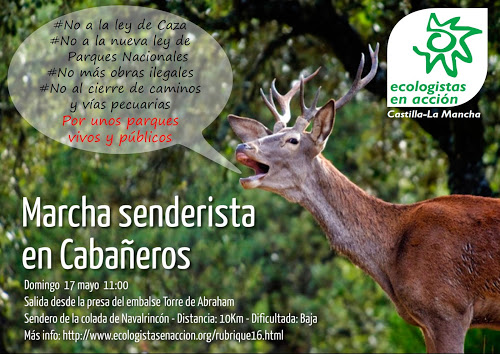 #No a la ley de Caza
#No a la nueva ley de
Parques Nacionales
#No más obras ilegales
#No al cierre de caminos
y vías pecuarias
Por unos parques
vivos y públicos
ecologistas
en acción
Castilla-La Mancha
Marcha senderista
en Cabañeros
Domingo 17 mayo 11:00
Salida desde la presa del embalse Torre de Abraham
Sendero de la colada de Navalrincón - Distancia: 10Km - Dificultada: Baja
Más info: http://www.ecologistasenaccion.org/rubrique16.html